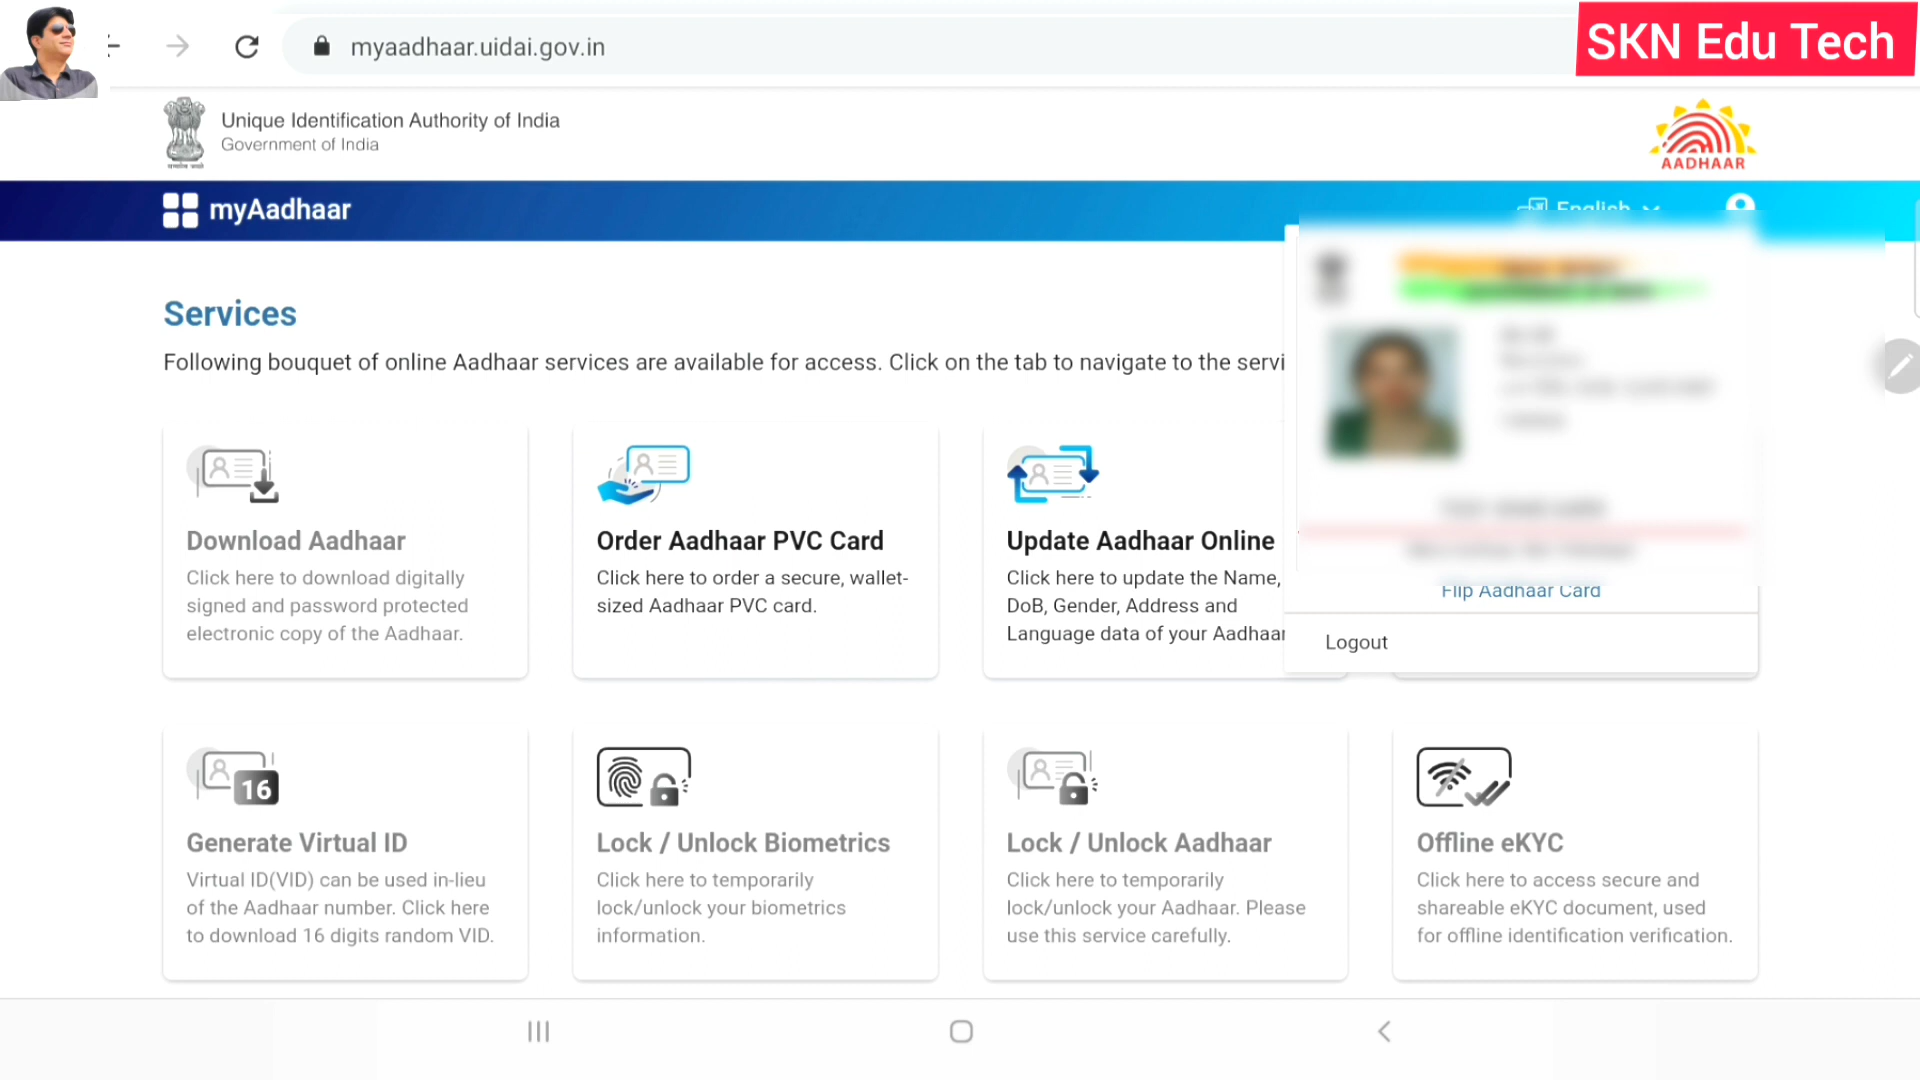 myaadhaar.uidai.gov.in
SKN Edu Tech
Unique Identification Authority of India
Government of India
AADHAAR
myAadhaar
English
Services
Following bouquet of online Aadhaar services are available for access. Click on the tab to navigate to the servi
Download Aadhaar
Click here to download digitally
signed and password protected
electronic copy of the Aadhaar.
Order Aadhaar PVC Card
Click here to order a secure, wallet-
sized Aadhaar PVC card.
Update Aadhaar Online
Click here to update the Name,
DoB, Gender, Address and
Language data of your Aadhaar
Flip Aadhaar Card
Logout
16
Generate Virtual ID
Virtual ID(VID) can be used in-lieu
of the Aadhaar number. Click here
to download 16 digits random VID.
Lock / Unlock Biometrics
Click here to temporarily
lock/unlock your biometrics
information.
Lock / Unlock Aadhaar
Click here to temporarily
lock/unlock your Aadhaar. Please
use this service carefully.
Offline eKYC
Click here to access secure and
shareable eKYC document, used
for offline identification verification.